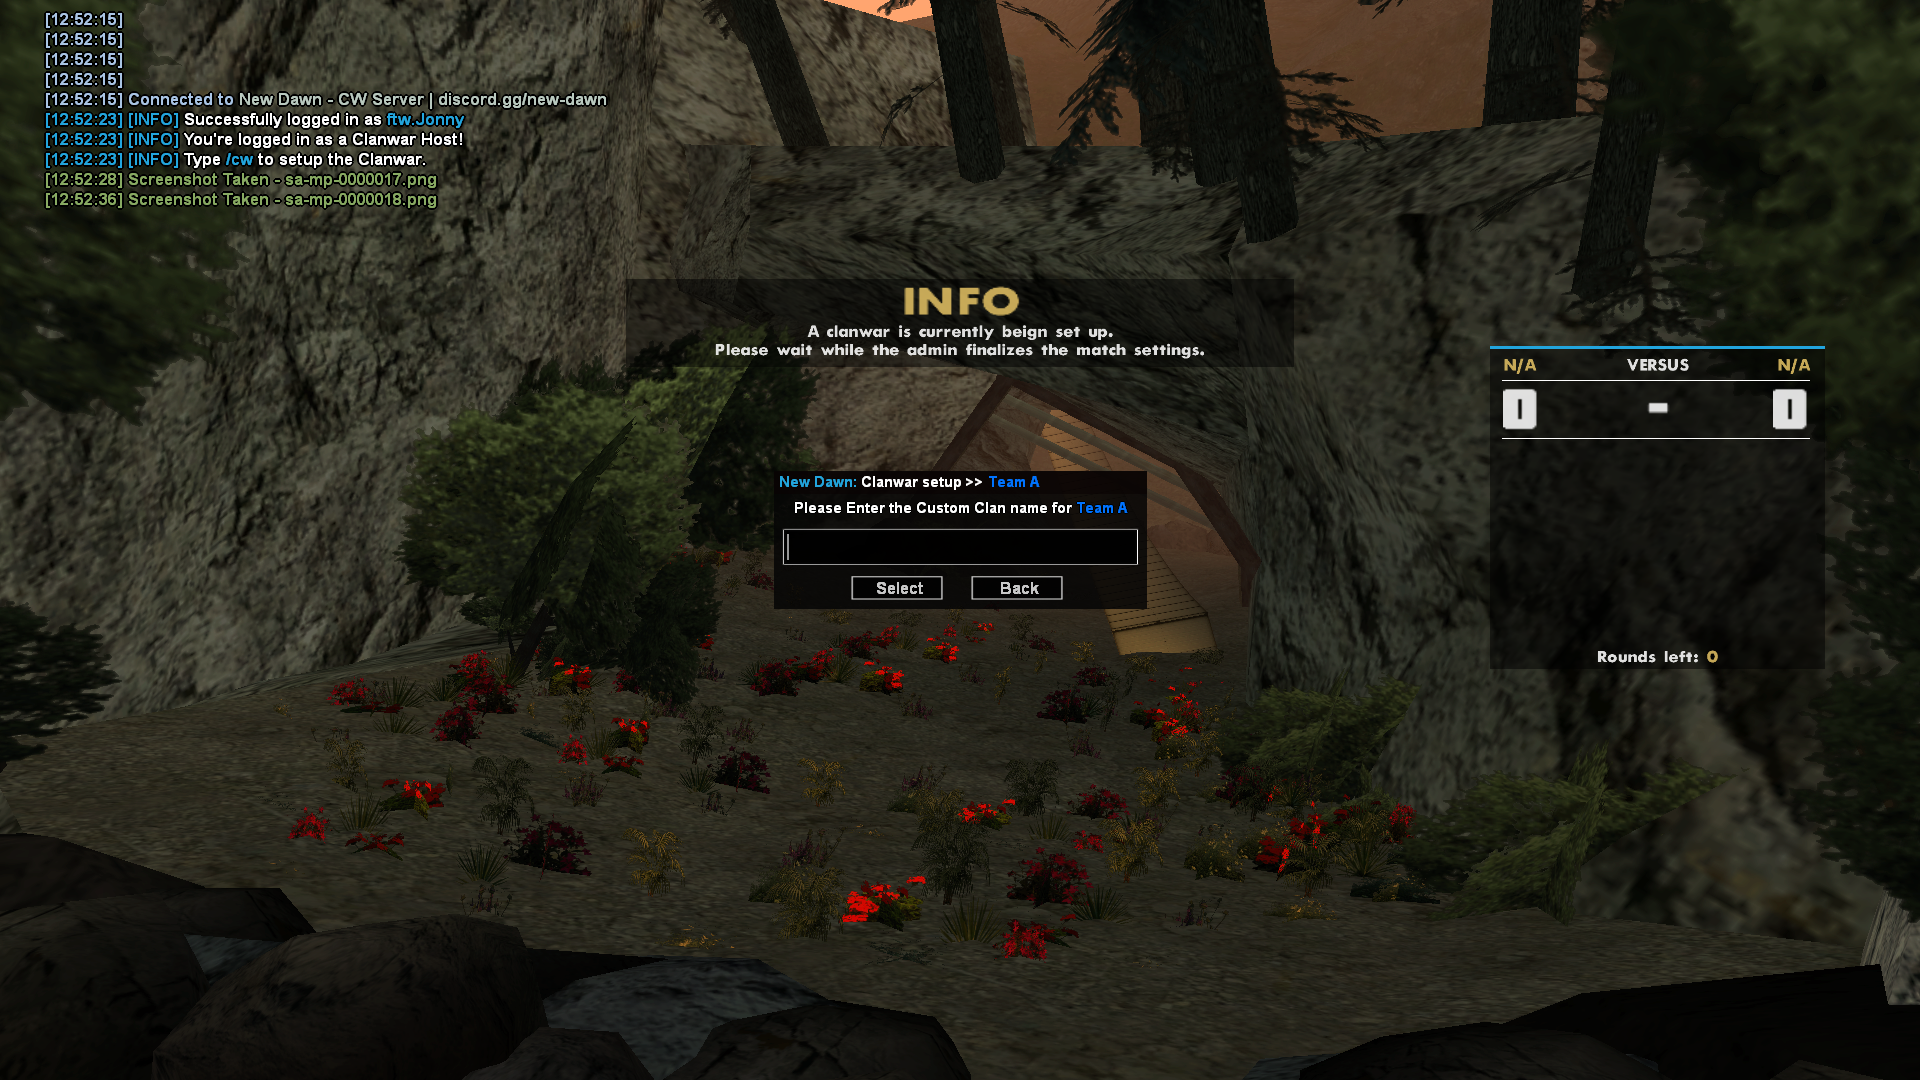 [12:52:15]
[12:52:15]
[12:52:15]
[12:52:15]
[12:52:15] Connected to New Dawn - CW Server | discord.gg/new-dawn
[12:52:23] [INFO] Successfully logged in as ftw.Jonny
[12:52:23] [INFO] You're logged in as a Clanwar Host!
[12:52:23] [INFO] Type /cw to setup the Clanwar.
[12:52:28] Screenshot Taken - sa-mp-0000017.png
[12:52:36] Screenshot Taken - sa-mp-0000018.png
INFO
A clanwar is currently beign set up.
Please wait while the admin finalizes the match settings.
N/A VERSUS N/A
I - I
New Dawn: Clanwar setup >> Team A
Please Enter the Custom Clan name for Team A
Select Back
Rounds left: 0